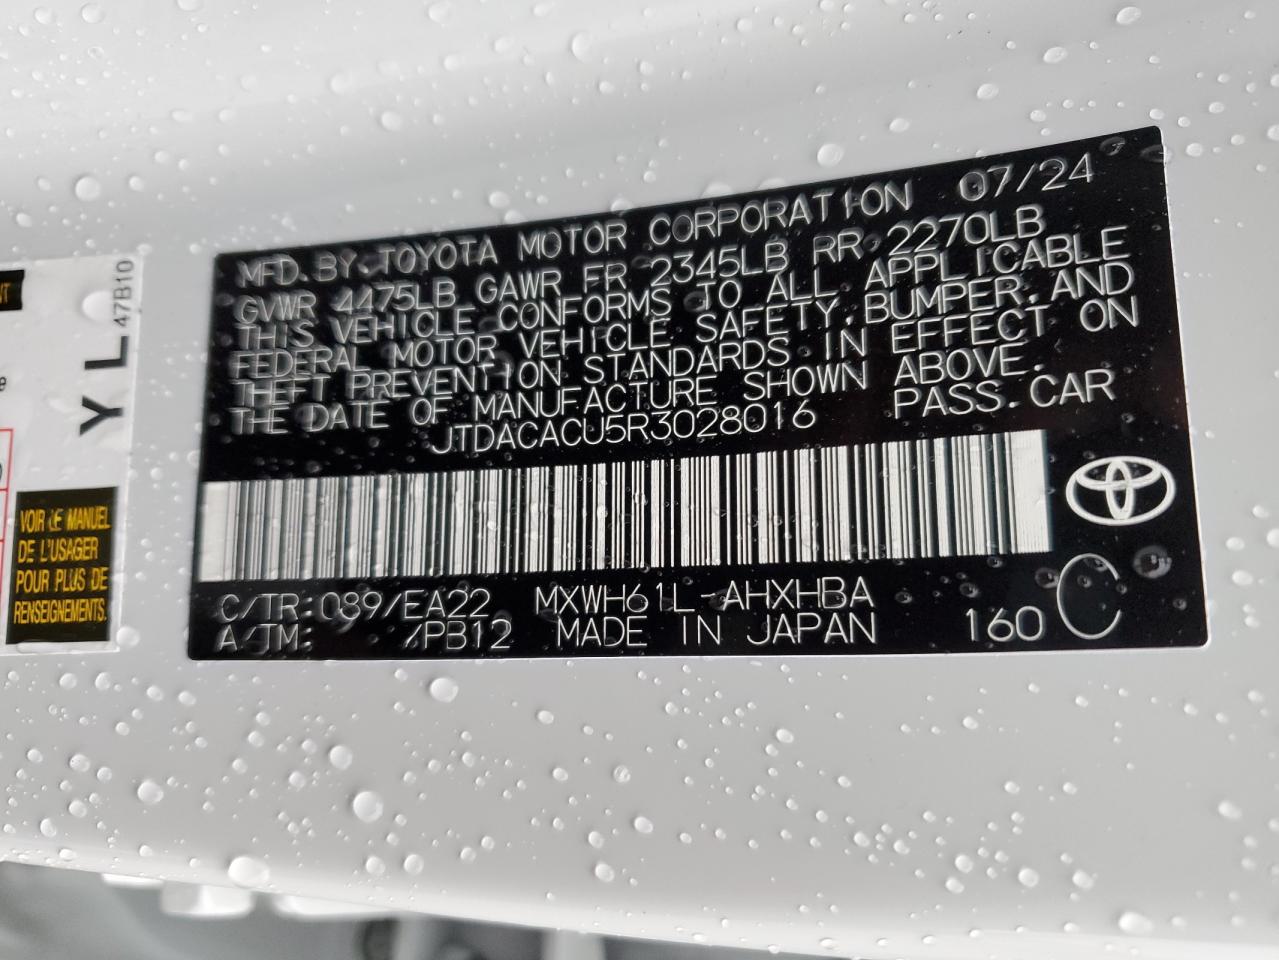 MFD. BY TOYOTA MOTOR CORPORATION 07/24
GVWR 4475LB GAWR FR 2345LB RR 2270LB
THIS VEHICLE CONFORMS TO ALL APPLICABLE
FEDERAL MOTOR VEHICLE SAFETY, BUMPER, AND
THEFT PREVENTION STANDARDS IN EFFECT ON
THE DATE OF MANUFACTURE SHOWN ABOVE.
JTDACACU5R3028016 PASS. CAR
C/TR: 089/EA22 MXWH61L-AHXHBA
A/TM: /PB12 MADE IN JAPAN 160 C
YL 47B10
VOIR LE MANUEL
DE L'USAGER
POUR PLUS DE
RENSEIGNEMENTS.